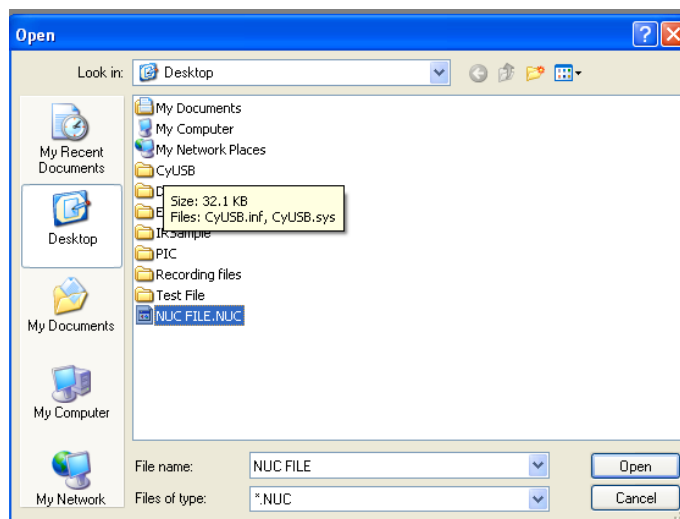 Open
Look in:
Desktop
My Recent
Documents
Desktop
My Documents
My Computer
My Network
My Documents
My Computer
My Network Places
CyUSB
D
Size: 32.1 KB
E
Files: CyUSB.inf, CyUSB.sys
IRSample
PIC
Recording files
Test File
NUC FILE.NUC
File name:
NUC FILE
Open
Files of type:
*.NUC
Cancel